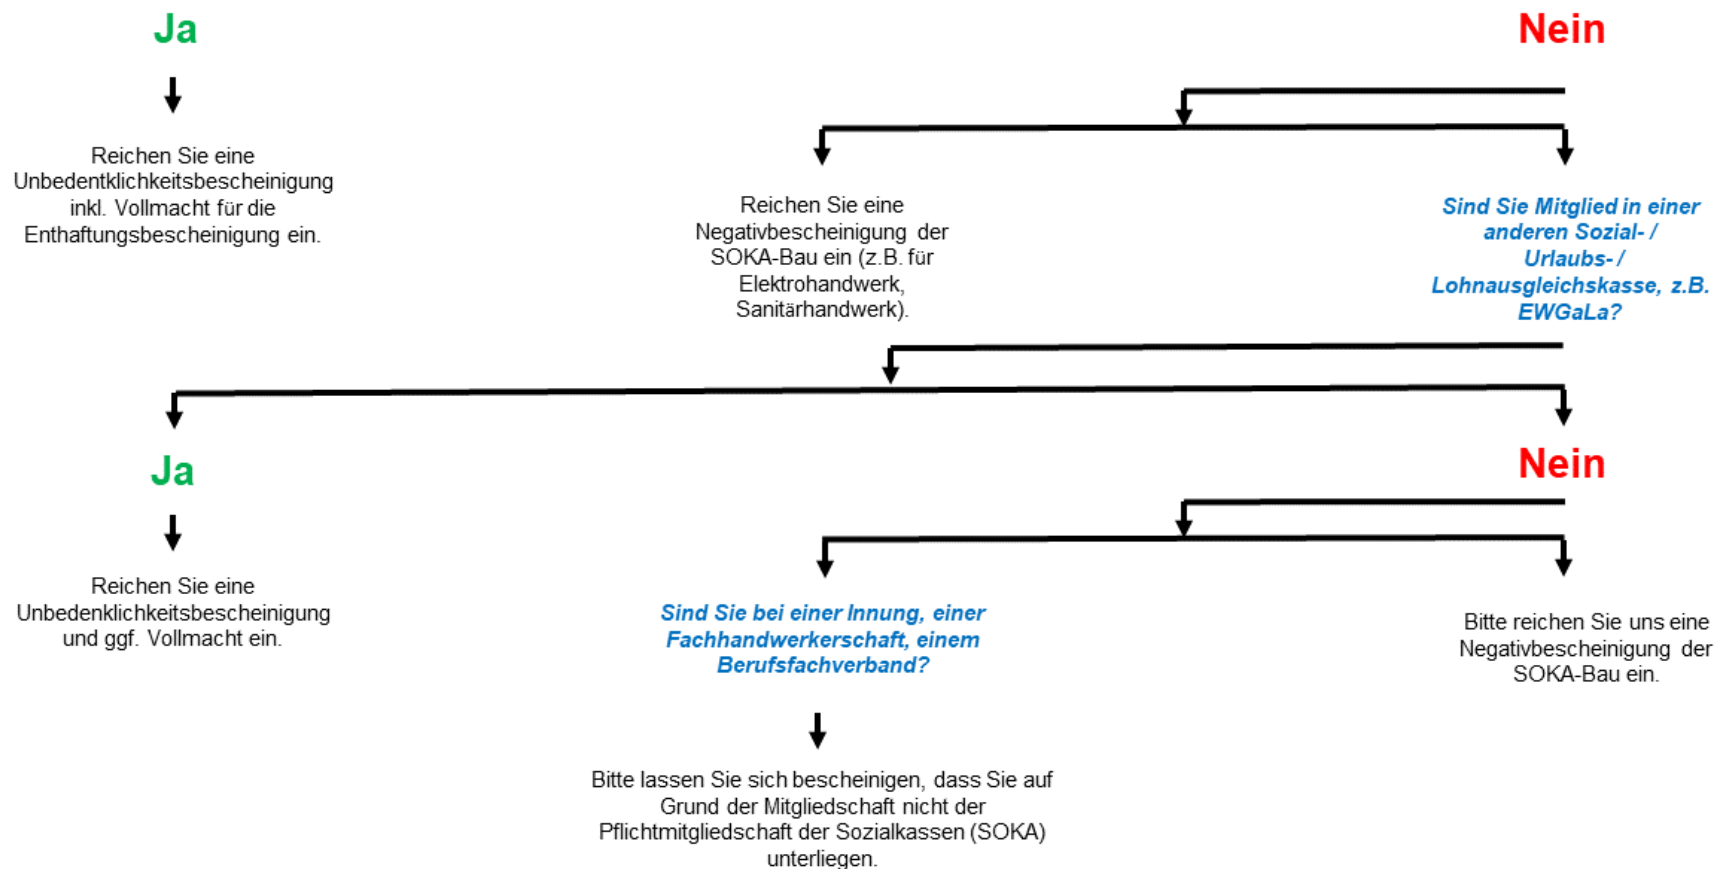 Ja
Nein
Reichen Sie eine
Unbedentklichkeitsbescheinigung
inkl. Vollmacht für die
Enthaftungsbescheinigung ein.
Reichen Sie eine
Negativbescheinigung der
SOKA-Bau ein (z.B. für
Elektrohandwerk,
Sanitärhandwerk).
Sind Sie Mitglied in einer
anderen Sozial- /
Urlaubs- /
Lohnausgleichskasse, z.B.
EWGaLa?
Ja
Nein
Reichen Sie eine
Unbedenklichkeitsbescheinigung
und ggf. Vollmacht ein.
Sind Sie bei einer Innung, einer
Fachhandwerkerschaft, einem
Berufsfachverband?
Bitte reichen Sie uns eine
Negativbescheinigung der
SOKA-Bau ein.
Bitte lassen Sie sich bescheinigen, dass Sie auf
Grund der Mitgliedschaft nicht der
Pflichtmitgliedschaft der Sozialkassen (SOKA)
unterliegen.